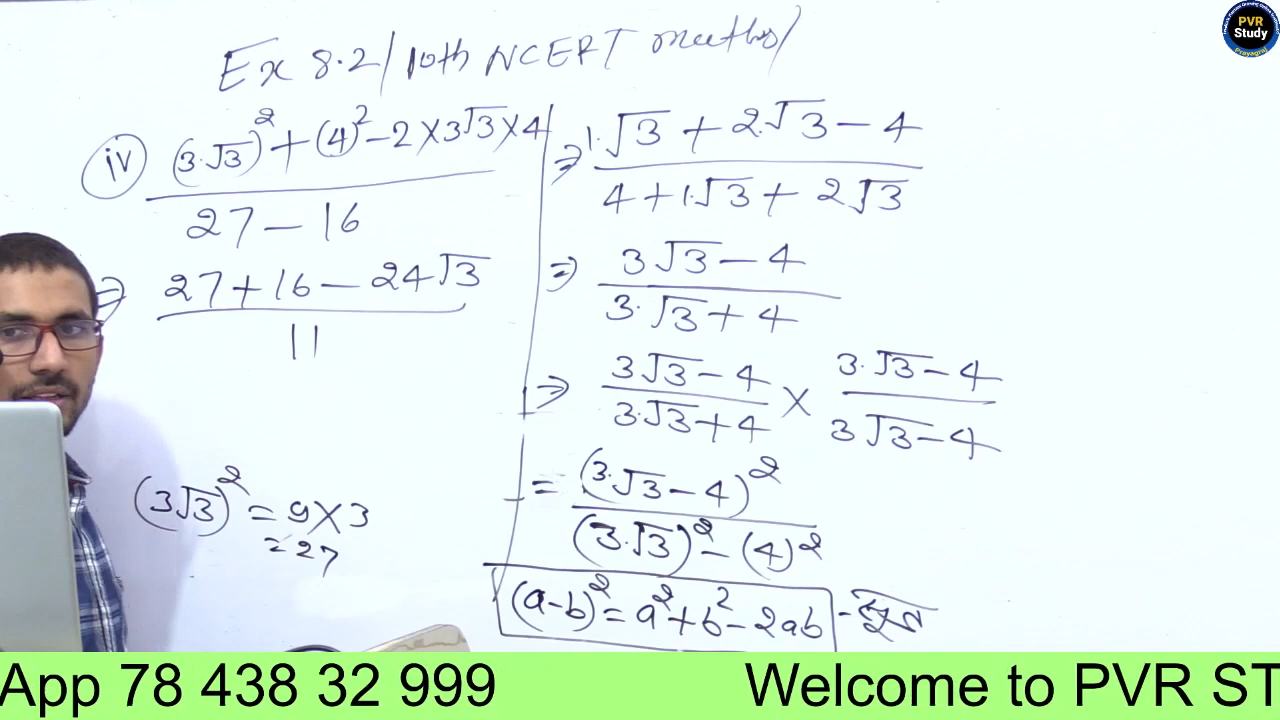 Ex 8.2/10th NCERT
iv) (3·√3)² + (4)² - 2×3√3×4
27 - 16
⇒ 27+16-24√3
11
(3√3)² = 9×3
= 27
⇒ 1·√3 + 2·√3 - 4
4 + 1·√3 + 2√3
⇒ 3√3 - 4
3·√3 + 4
⇒ 3√3 - 4 × 3·√3 - 4
3·√3 + 4 3√3 - 4
= (3·√3 - 4)²
(3·√3)² - (4)²
(a-b)² = a² + b² - 2ab - सूत्र
PVR
Study
Prayagraj
App 78 438 32 999 Welcome to PVR ST